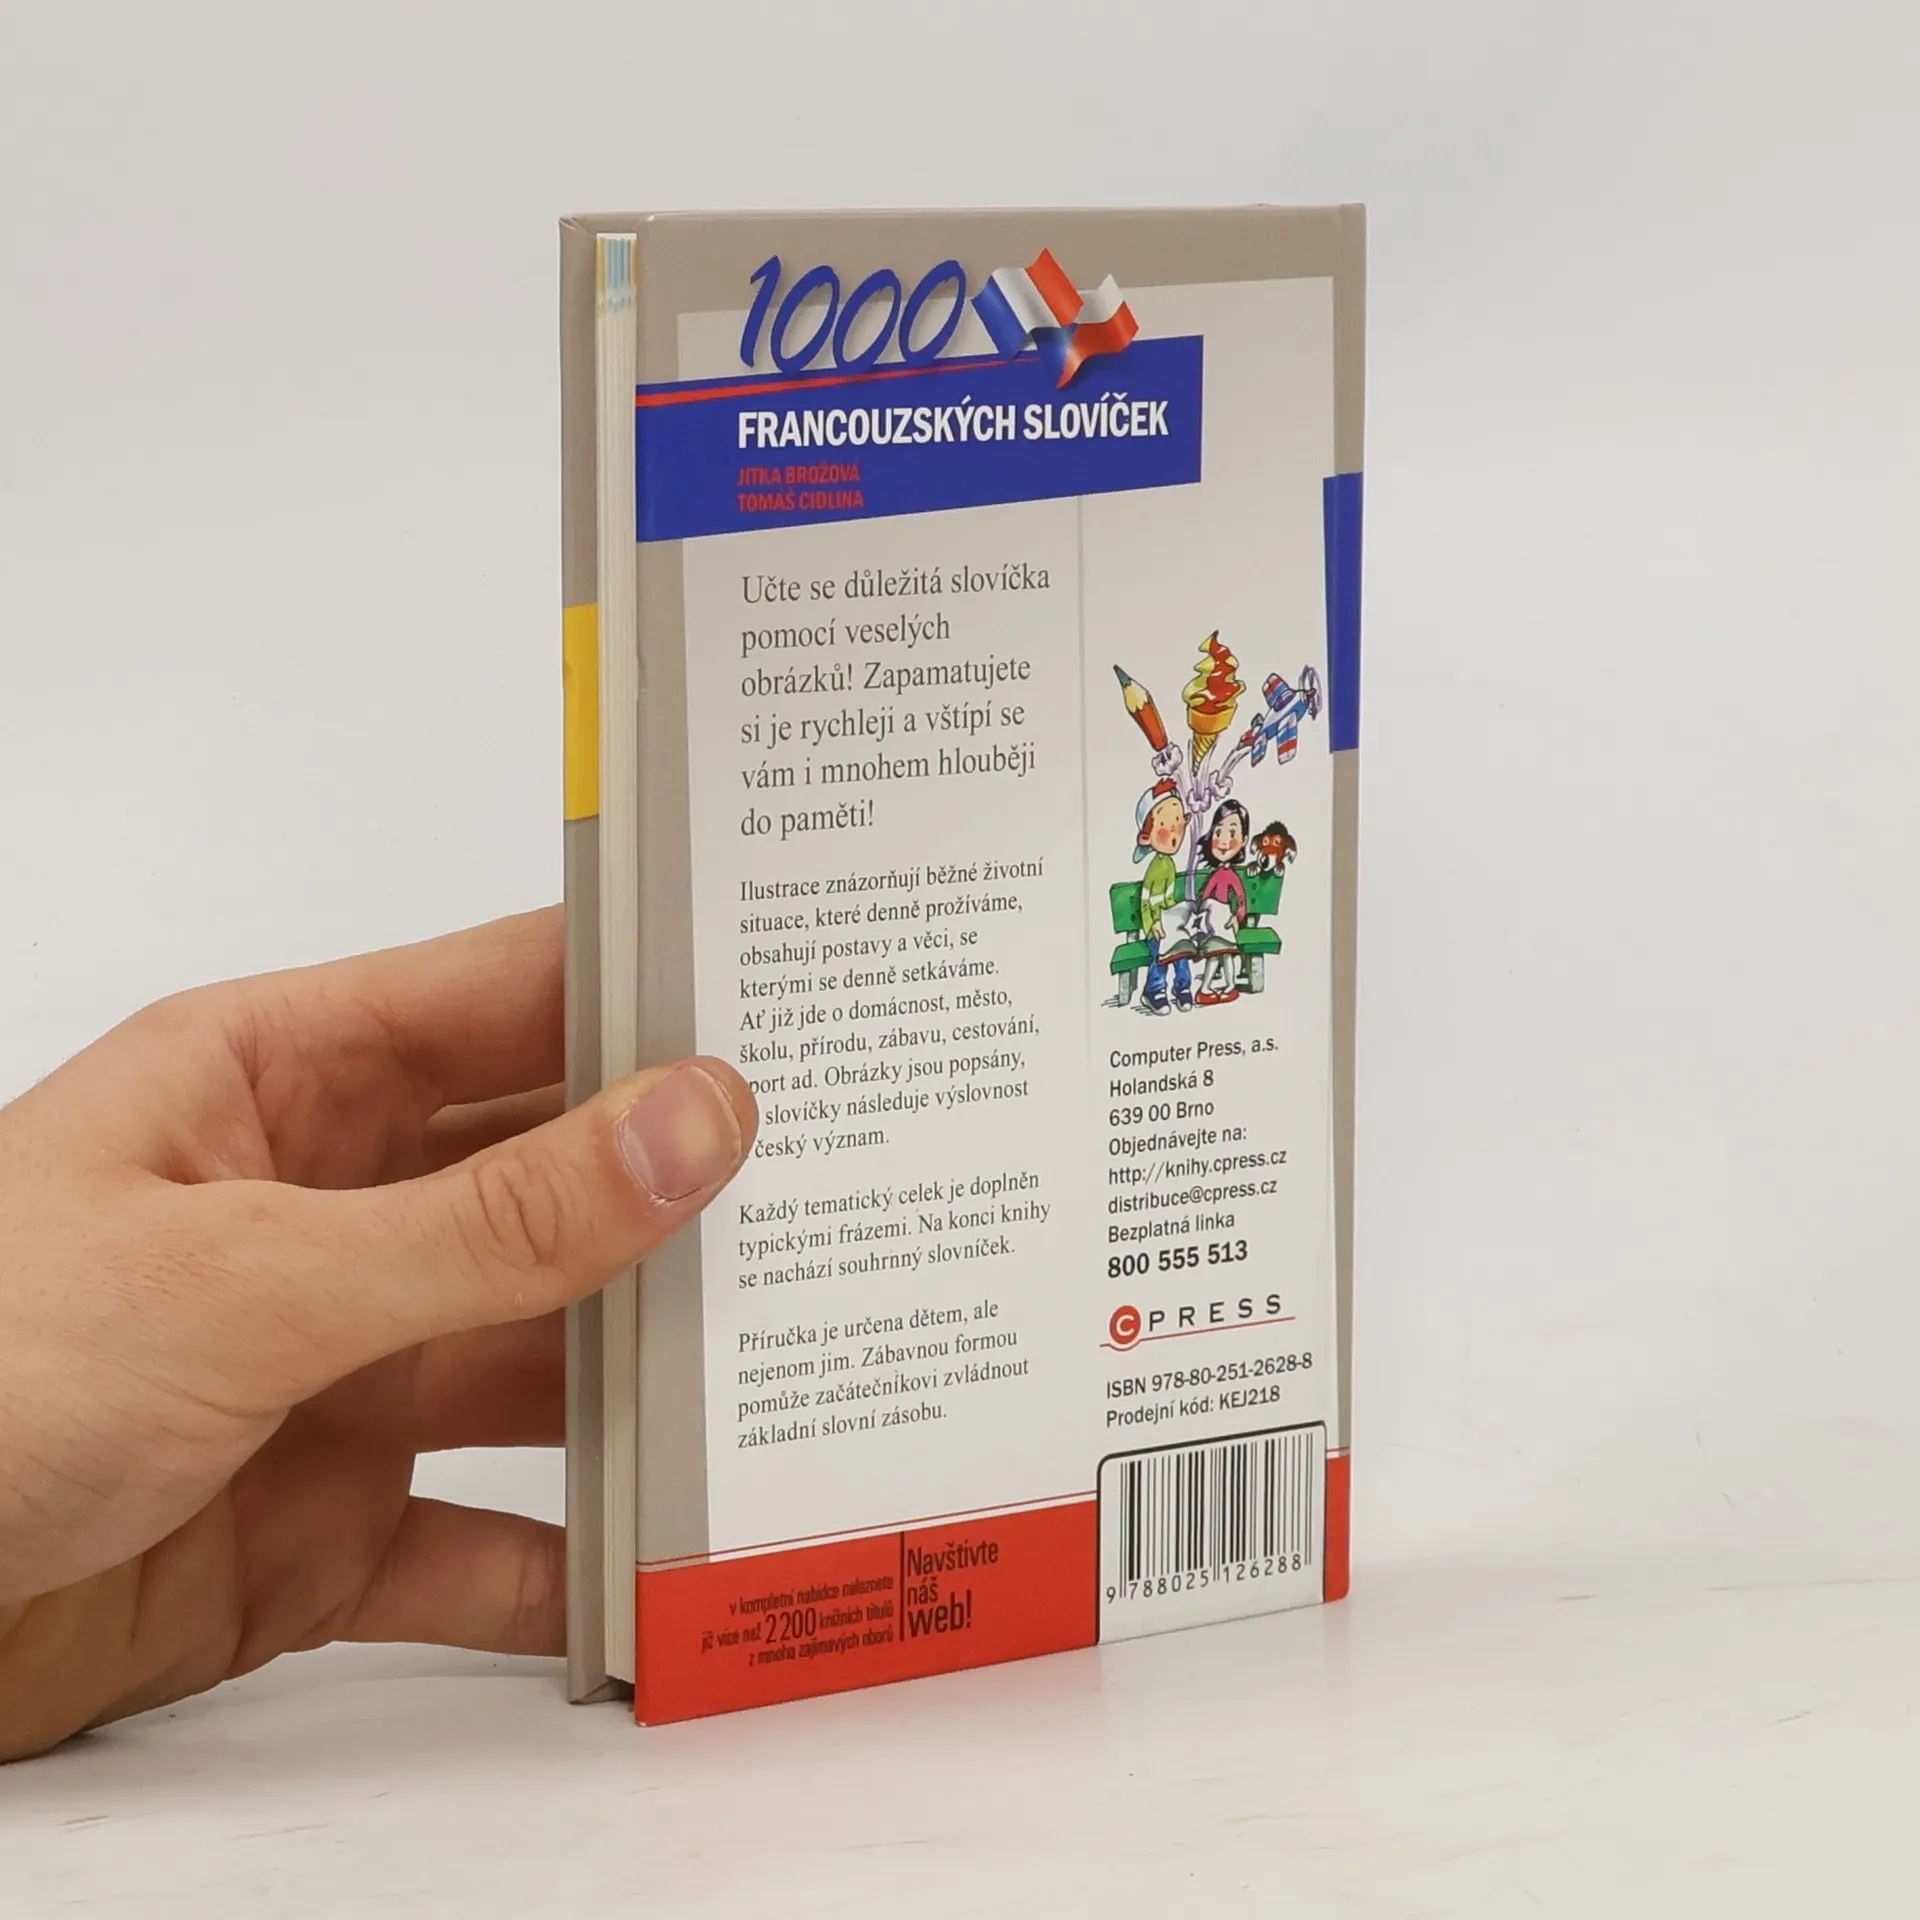 1000
FRANCOUZSKÝCH SLOVÍČEK
JITKA BROŽOVÁ
TOMÁŠ CIDLINA
Učte se důležitá slovíčka
pomocí veselých
obrázků! Zapamatujete
si je rychleji a vštípí se
vám i mnohem hlouběji
do paměti!
Ilustrace znázorňují běžné životní
situace, které denně prožíváme,
obsahují postavy a věci, se
kterými se denně setkáváme.
Ať již jde o domácnost, město,
školu, přírodu, zábavu, cestování,
port ad. Obrázky jsou popsány,
slovíčky následuje výslovnost
český význam.
Každý tematický celek je doplněn
typickými frázemi. Na konci knihy
se nachází souhrnný slovníček.
Příručka je určena dětem, ale
nejenom jim. Zábavnou formou
pomůže začátečníkovi zvládnout
základní slovní zásobu.
Computer Press, a.s.
Holandská 8
639 00 Brno
Objednávejte na:
http://knihy.cpress.cz
distribuce@cpress.cz
Bezplatná linka
800 555 513
CPRESS
ISBN 978-80-251-2628-8
Prodejní kód: KEJ218
9 788025 126288
v kompletní nabídce naleznete
již více než 2 200 knižních titulů
z mnoha zajímavých oborů
Navštivte
náš
web!